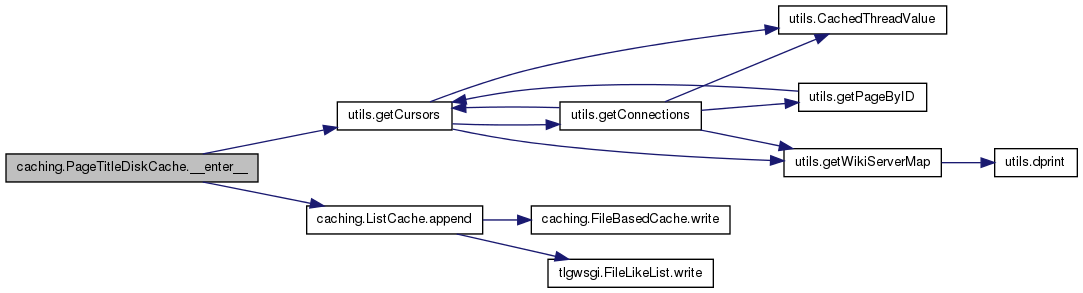 utils.CachedThreadValue
utils.getPageByID
utils.getCursors
utils.getConnections
utils.getWikiServerMap
utils.dprint
caching.PageTitleDiskCache.__enter__
caching.ListCache.append
caching.FileBasedCache.write
tlgwsgi.FileLikeList.write